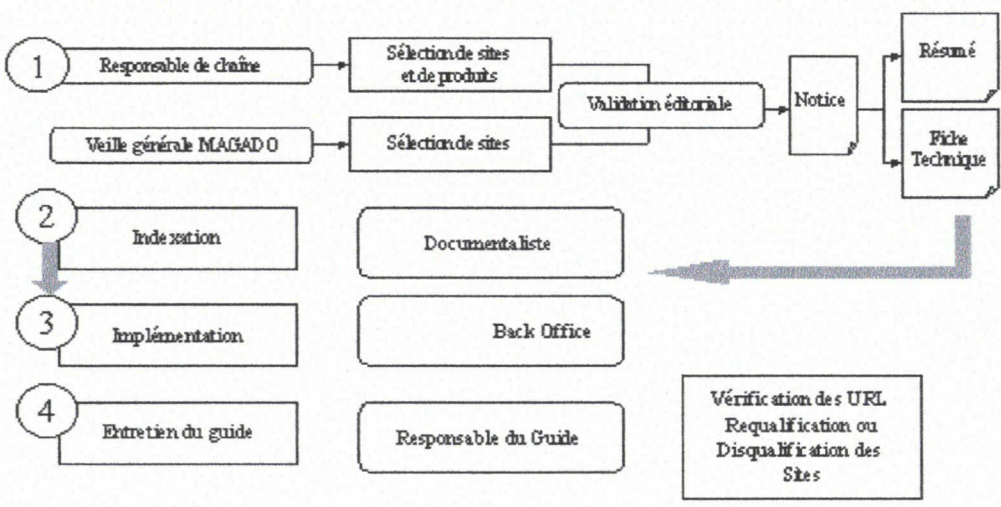 1
Responsable de chaîne
Sélection de sites
et de produits
Validation éditoriale
Notice
Résumé
Veille générale MAGADO
Sélection de sites
Fiche
Technique
2
Indexation
Documentaliste
3
Implémentation
Back Office
4
Entretien du guide
Responsable du Guide
Vérification des URL
Requalification ou
Disqualification des
Sites